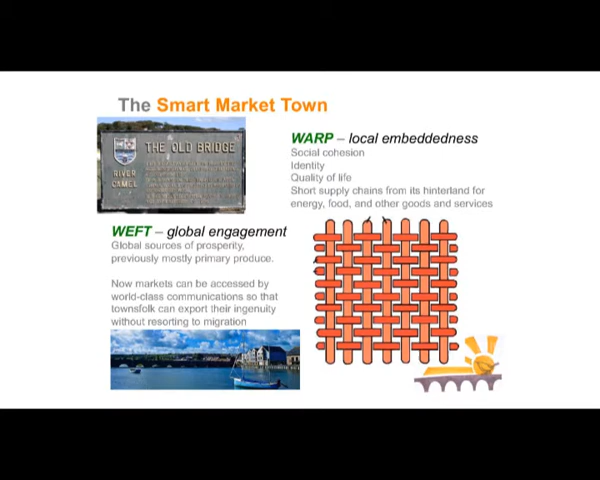 The Smart Market Town
THE OLD BRIDGE
RIVER
CAMEL
WARP – local embeddedness
Social cohesion
Identity
Quality of life
Short supply chains from its hinterland for
energy, food, and other goods and services
WEFT – global engagement
Global sources of prosperity,
previously mostly primary produce.
Now markets can be accessed by
world-class communications so that
townsfolk can export their ingenuity
without resorting to migration